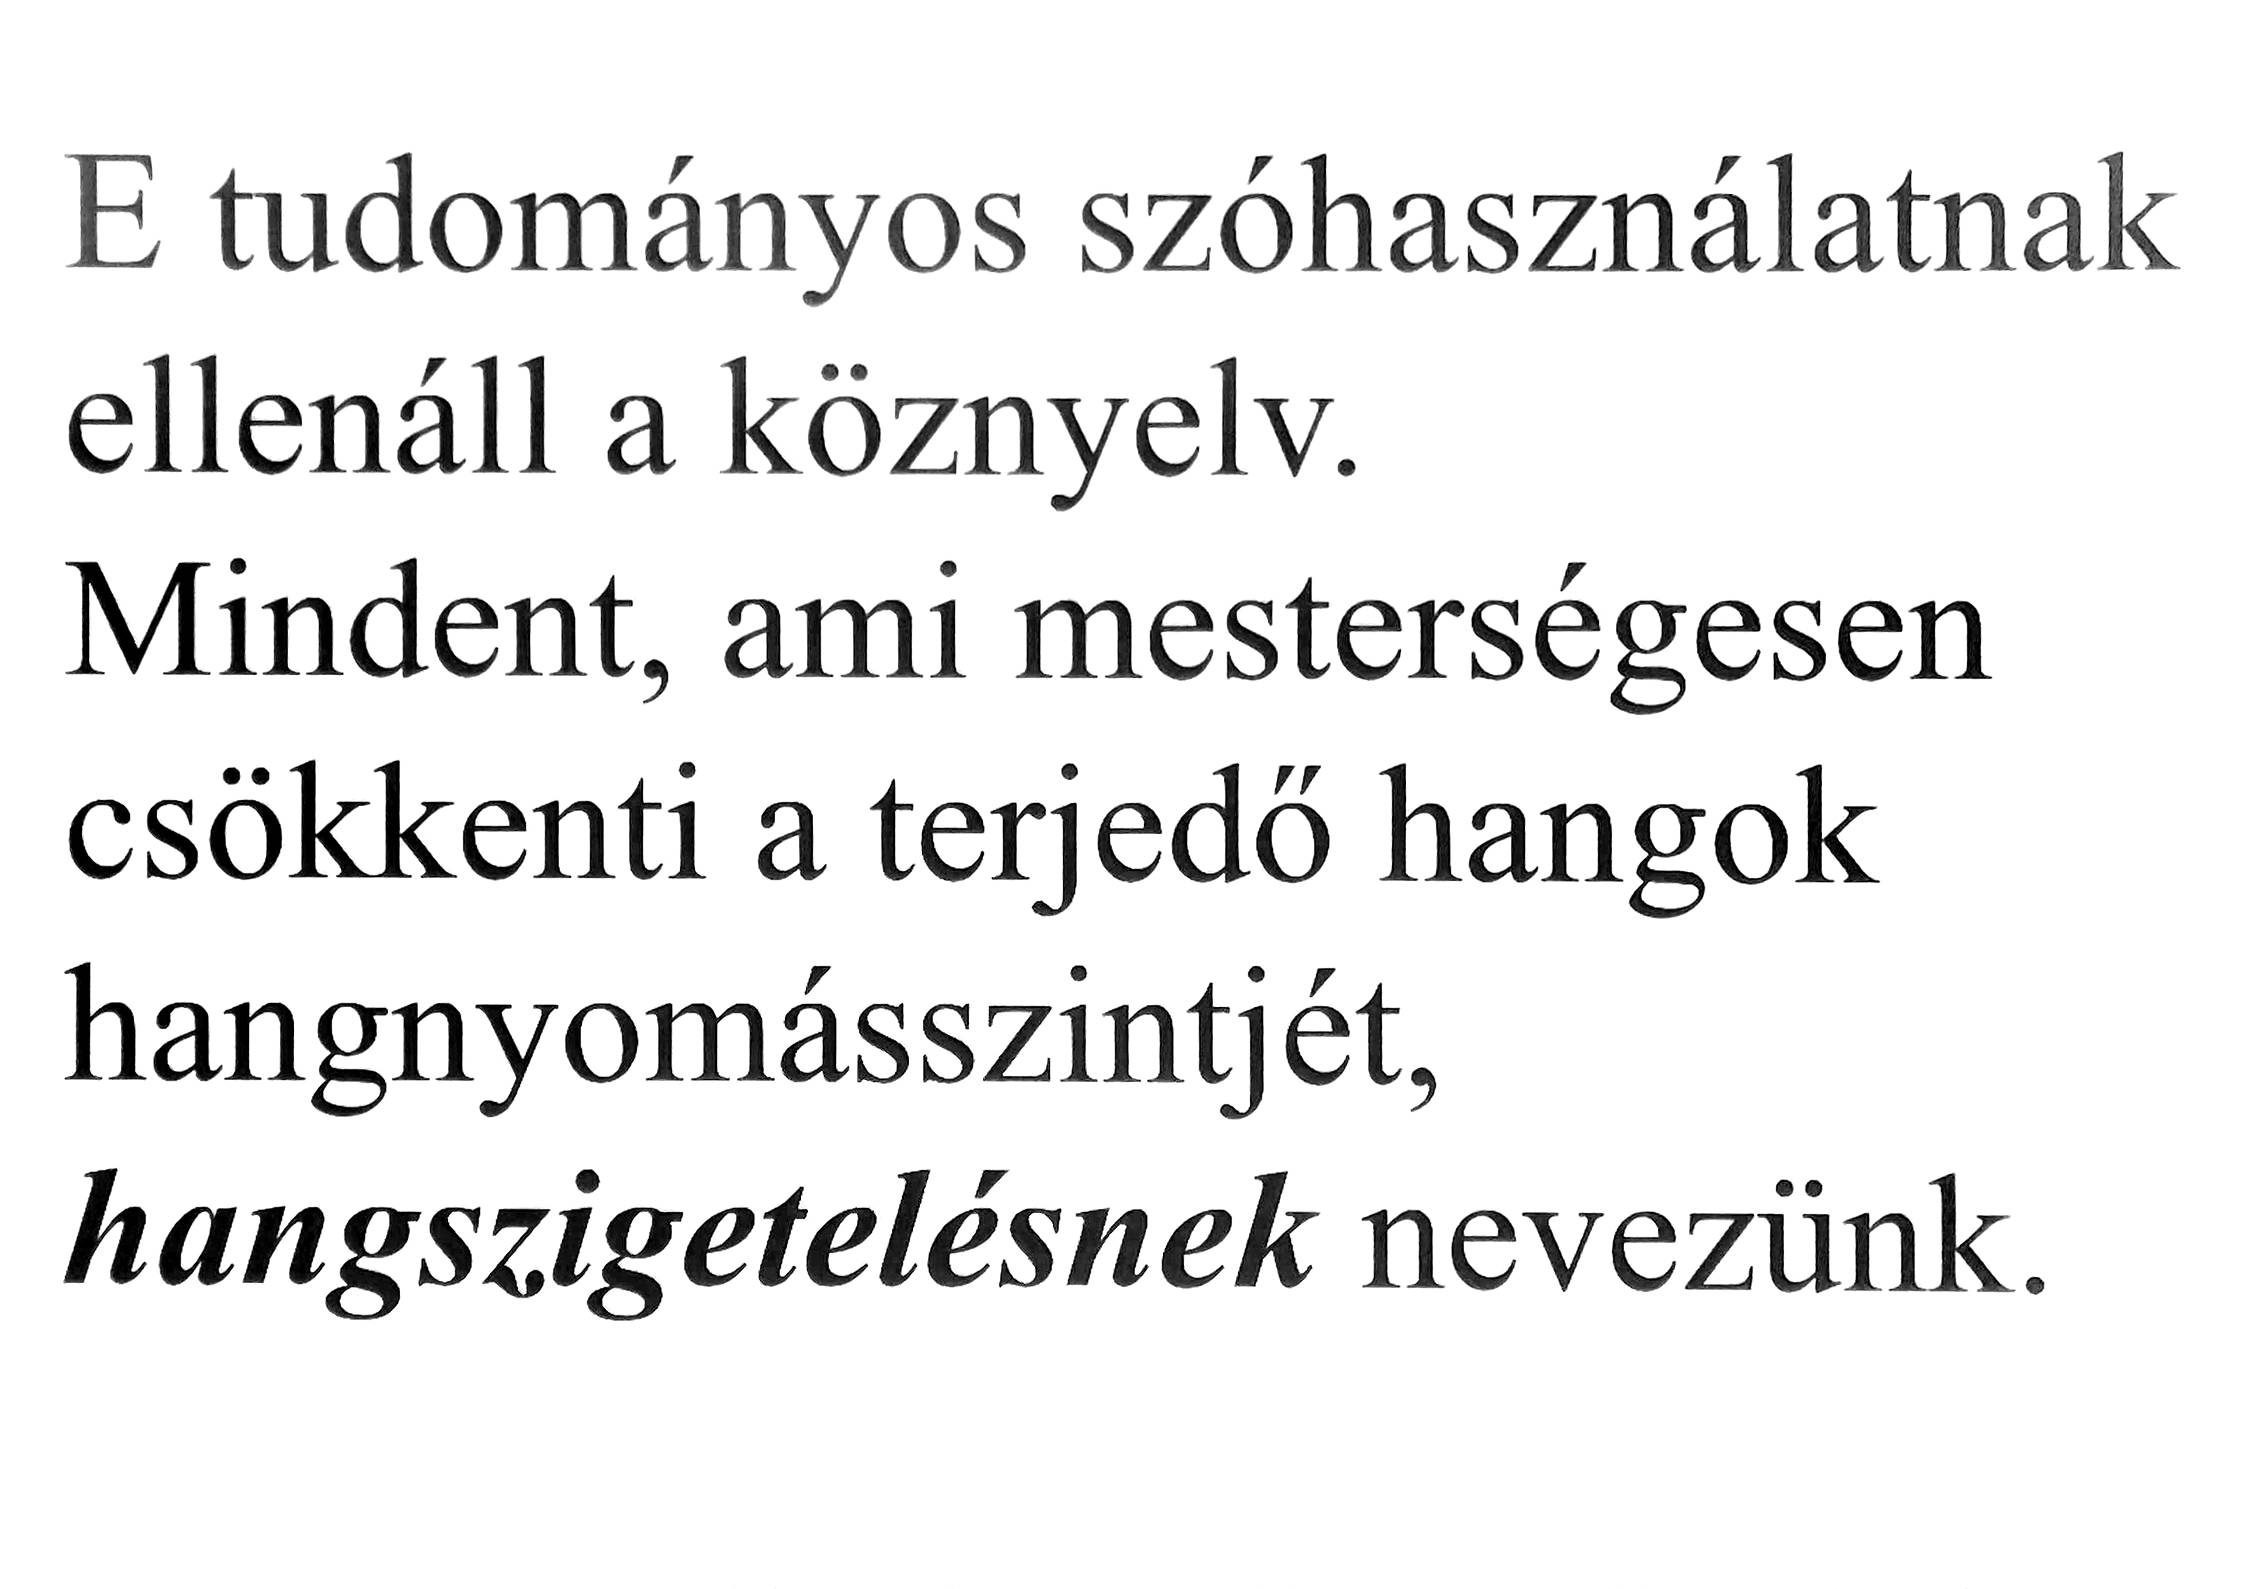 E tudományos szóhasználatnak
ellenáll a köznyelv.
Mindent, ami mesterségesen
csökkenti a terjedő hangok
hangnyomásszintjét,
hangszigetelésnek nevezünk.